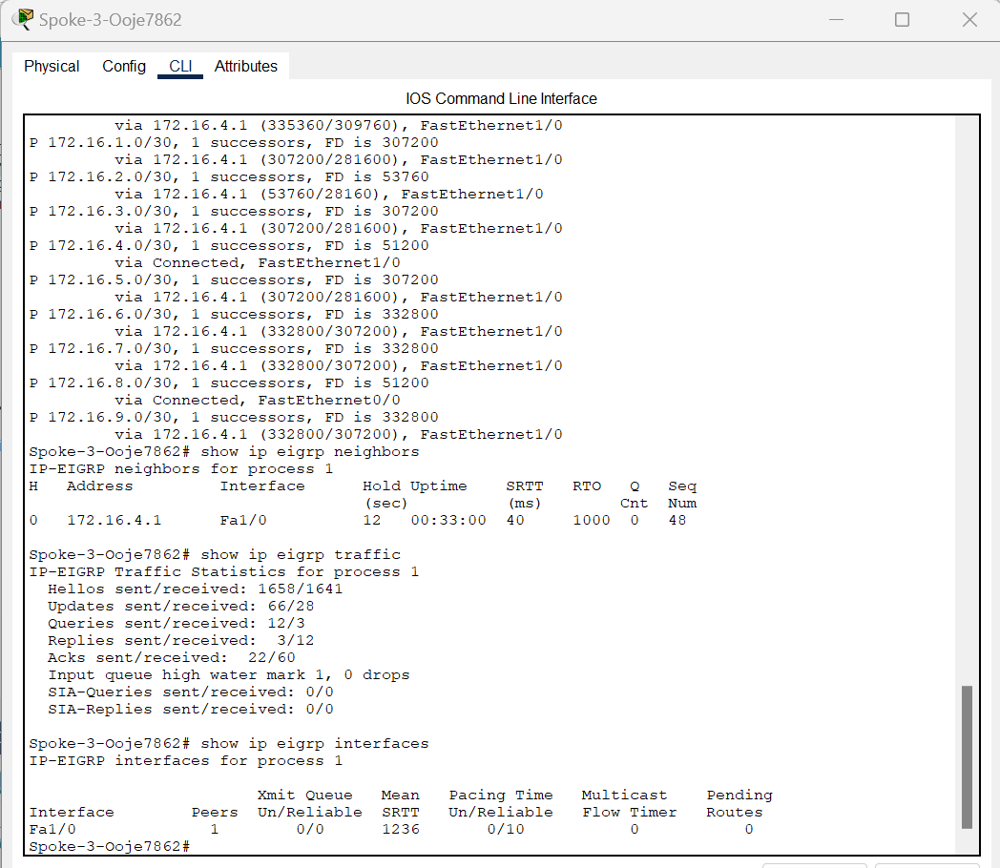 Spoke-3-Ooje7862
Physical Config CLI Attributes
IOS Command Line Interface
via 172.16.4.1 (335360/309760), FastEthernet1/0
P 172.16.1.0/30, 1 successors, FD is 307200
via 172.16.4.1 (307200/281600), FastEthernet1/0
P 172.16.2.0/30, 1 successors, FD is 53760
via 172.16.4.1 (53760/28160), FastEthernet1/0
P 172.16.3.0/30, 1 successors, FD is 307200
via 172.16.4.1 (307200/281600), FastEthernet1/0
P 172.16.4.0/30, 1 successors, FD is 51200
via Connected, FastEthernet1/0
P 172.16.5.0/30, 1 successors, FD is 307200
via 172.16.4.1 (307200/281600), FastEthernet1/0
P 172.16.6.0/30, 1 successors, FD is 332800
via 172.16.4.1 (332800/307200), FastEthernet1/0
P 172.16.7.0/30, 1 successors, FD is 332800
via 172.16.4.1 (332800/307200), FastEthernet1/0
P 172.16.8.0/30, 1 successors, FD is 51200
via Connected, FastEthernet0/0
P 172.16.9.0/30, 1 successors, FD is 332800
via 172.16.4.1 (332800/307200), FastEthernet1/0
Spoke-3-Ooje7862# show ip eigrp neighbors
IP-EIGRP neighbors for process 1
H Address Interface Hold Uptime SRTT RTO Q Seq
(sec) (ms) Cnt Num
0 172.16.4.1 Fa1/0 12 00:33:00 40 1000 0 48
Spoke-3-Ooje7862# show ip eigrp traffic
IP-EIGRP Traffic Statistics for process 1
Hellos sent/received: 1658/1641
Updates sent/received: 66/28
Queries sent/received: 12/3
Replies sent/received: 3/12
Acks sent/received: 22/60
Input queue high water mark 1, 0 drops
SIA-Queries sent/received: 0/0
SIA-Replies sent/received: 0/0
Spoke-3-Ooje7862# show ip eigrp interfaces
IP-EIGRP interfaces for process 1
Xmit Queue Mean Pacing Time Multicast Pending
Interface Peers Un/Reliable SRTT Un/Reliable Flow Timer Routes
Fa1/0 1 0/0 1236 0/10 0 0
Spoke-3-Ooje7862#